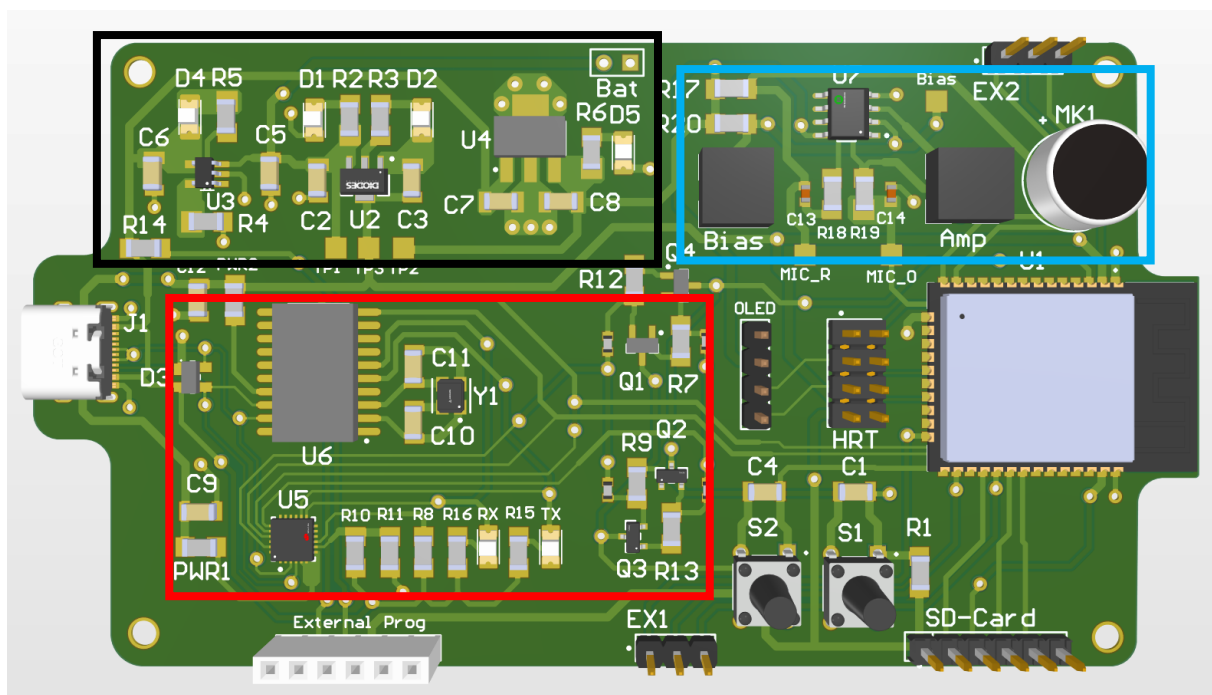 D4 R5 D1 R2 R3 D2
Bat
R6 D5
C6 C5 U4
U3 U2
DIODES
R14 R4 C2 C3 C7 C8
TP1 TP3 TP2
R17 U7 Bias EX2
R20 + MK1
C13 R18 R19 C14
Bias Amp
MIC_R MIC_O
Q4 U1
C12 PWR2
R12
J1
D3
C11
Y1
C10
U6
Q1 R7
OLED
HRT
R9 Q2
C4 C1
C9
U5
R10 R11 R8 R16 RX R15 TX
S2 S1 R1
PWR1
Q3 R13
External Prog
EX1
SD-Card